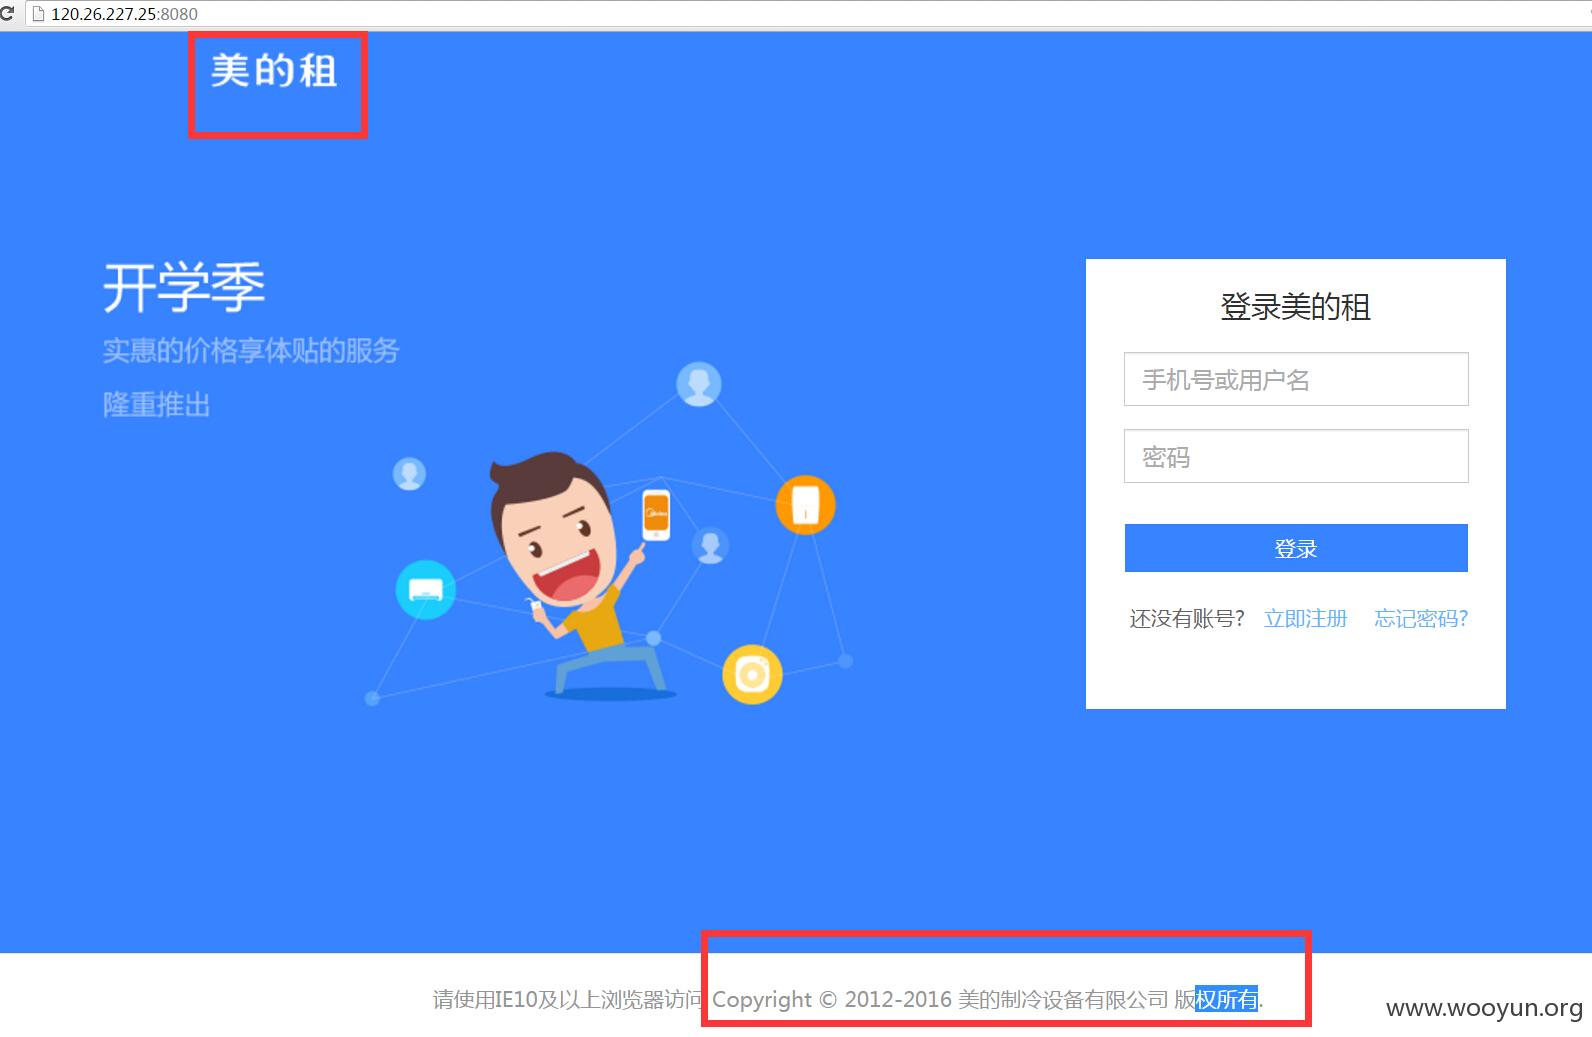 120.26.227.25:8080
美的租
开学季
实惠的价格享体贴的服务
隆重推出
登录美的租
手机号或用户名
密码
登录
还没有账号? 立即注册 忘记密码?
请使用IE10及以上浏览器访问 Copyright © 2012-2016 美的制冷设备有限公司 版权所有.
www.wooyun.org